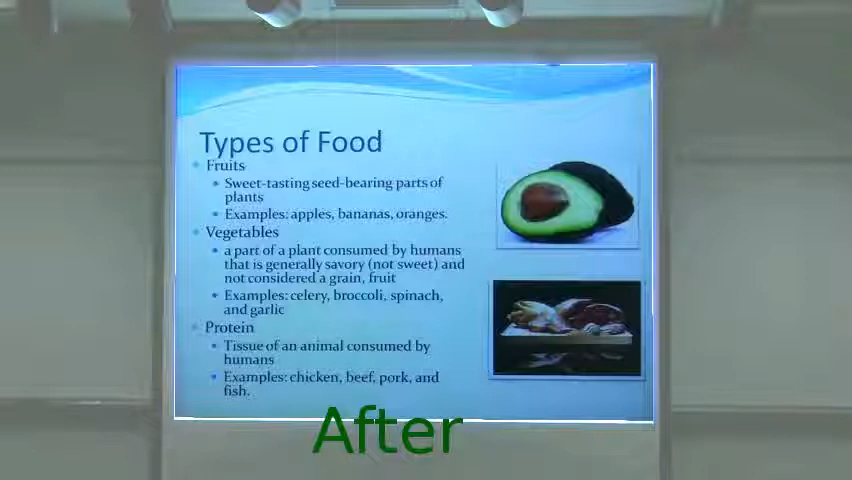 Types of Food
Fruits
Sweet-tasting seed-bearing parts of
plants
Examples: apples, bananas, oranges.
Vegetables
a part of a plant consumed by humans
that is generally savory (not sweet) and
not considered a grain, fruit
Examples: celery, broccoli, spinach,
and garlic
Protein
Tissue of an animal consumed by
humans
Examples: chicken, beef, pork, and
fish.
After